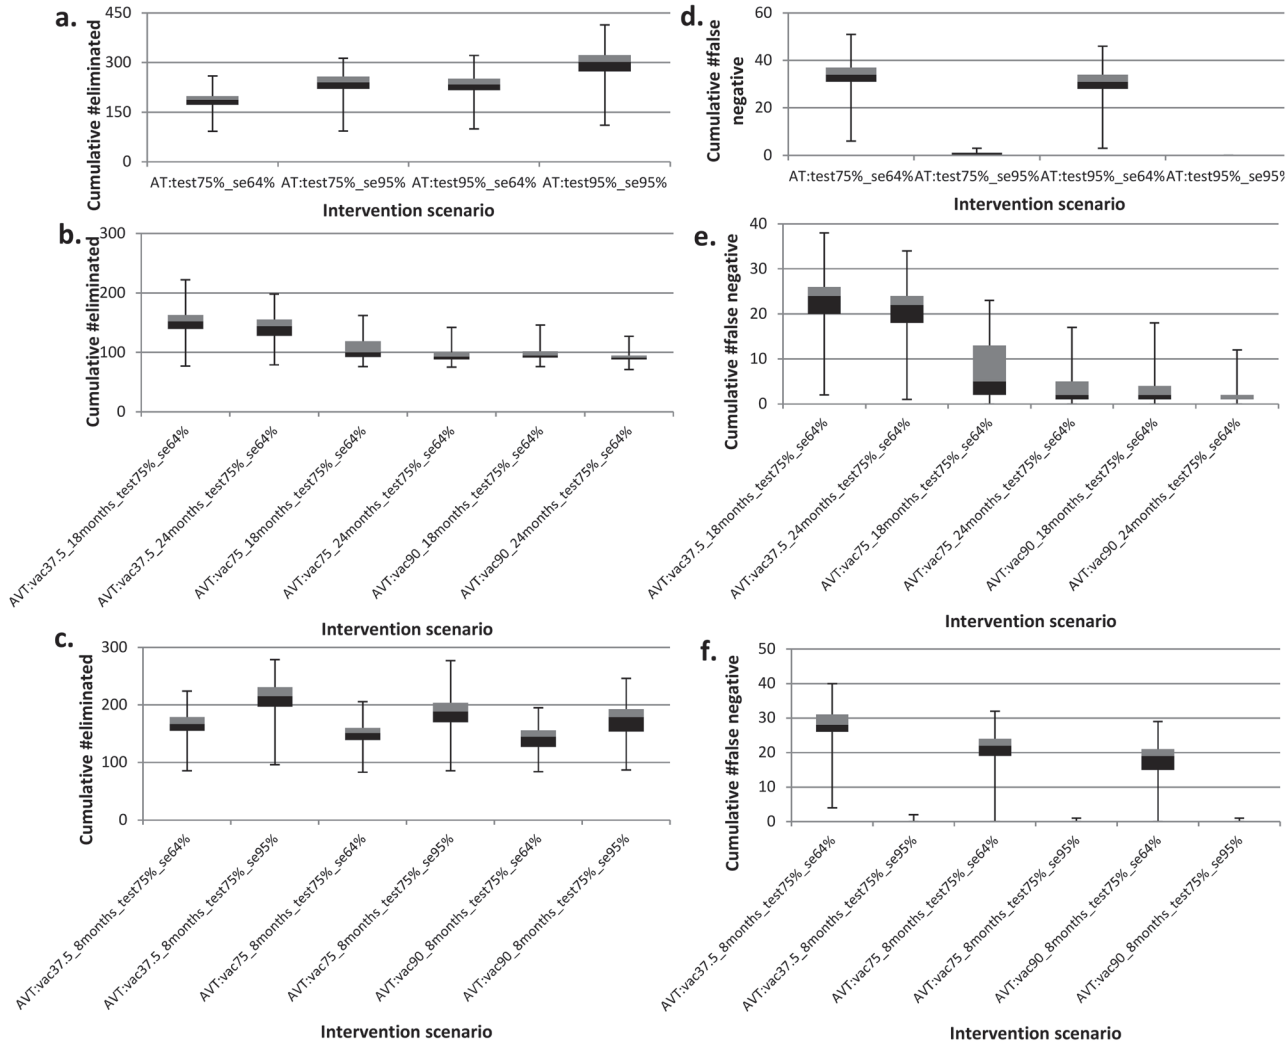 a.
Cumulative #eliminated
450
300
150
0
AT:test75%_se64%
AT:test75%_se95%
AT:test95%_se64%
AT:test95%_se95%
Intervention scenario
d.
Cumulative #false
negative
60
40
20
0
AT:test75%_se64%
AT:test75%_se95%
AT:test95%_se64%
AT:test95%_se95%
Intervention scenario
b.
Cumulative #eliminated
300
200
100
0
AVT:vac37.5_18months_test75%_se64%
AVT:vac37.5_24months_test75%_se64%
AVT:vac75_18months_test75%_se64%
AVT:vac75_24months_test75%_se64%
AVT:vac90_18months_test75%_se64%
AVT:vac90_24months_test75%_se64%
Intervention scenario
e.
Cumulative #false negative
40
30
20
10
0
AVT:vac37.5_18months_test75%_se64%
AVT:vac37.5_24months_test75%_se64%
AVT:vac75_18months_test75%_se64%
AVT:vac75_24months_test75%_se64%
AVT:vac90_18months_test75%_se64%
AVT:vac90_24months_test75%_se64%
Intervention scenario
c.
Cumulative #eliminated
300
200
100
0
AVT:vac37.5_8months_test75%_se64%
AVT:vac37.5_8months_test75%_se95%
AVT:vac75_8months_test75%_se64%
AVT:vac75_8months_test75%_se95%
AVT:vac90_8months_test75%_se64%
AVT:vac90_8months_test75%_se95%
Intervention scenario
f.
Cumulative #false negative
50
40
30
20
10
0
AVT:vac37.5_8months_test75%_se64%
AVT:vac37.5_8months_test75%_se95%
AVT:vac75_8months_test75%_se64%
AVT:vac75_8months_test75%_se95%
AVT:vac90_8months_test75%_se64%
AVT:vac90_8months_test75%_se95%
Intervention scenario